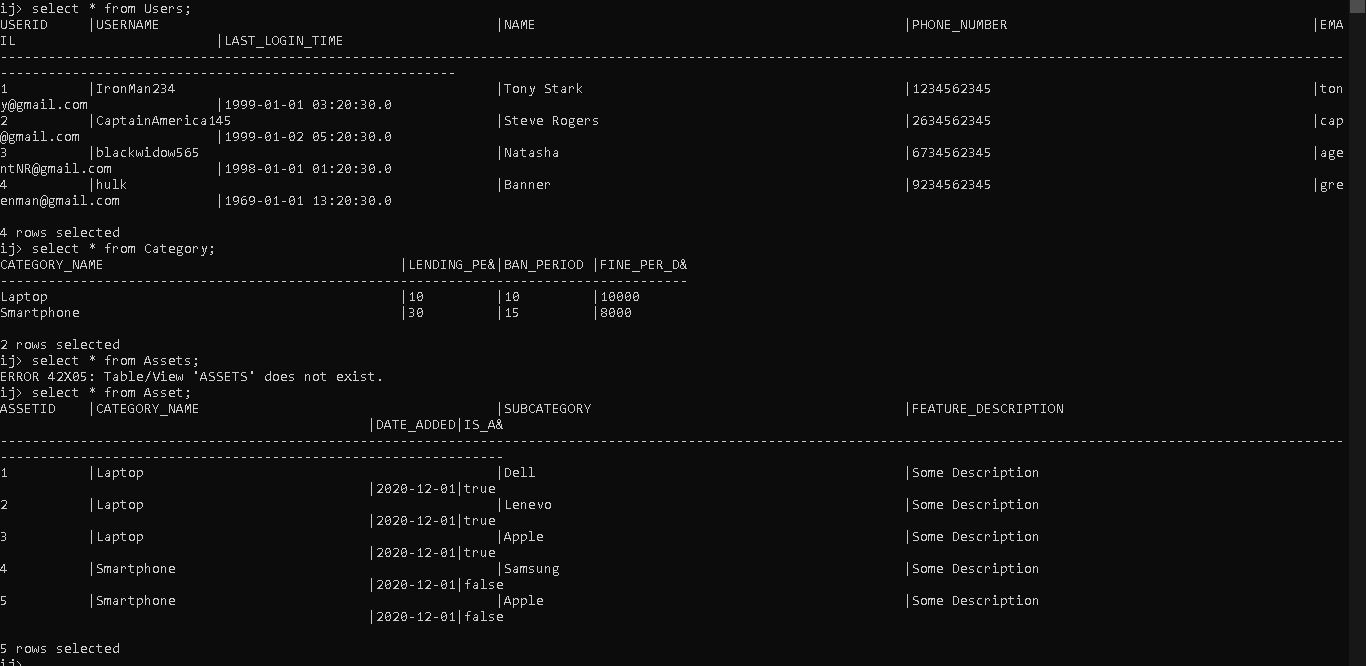 ij> select * from Users;
USERID |USERNAME |NAME |PHONE_NUMBER |EMA
IL |LAST_LOGIN_TIME
------------------------------------------------------------------------------------------------------------------------------------------------------------------------
---------------------------------------------------------
1 |IronMan234 |Tony Stark |1234562345 |ton
y@gmail.com |1999-01-01 03:20:30.0
2 |CaptainAmerica145 |Steve Rogers |2634562345 |cap
@gmail.com |1999-01-02 05:20:30.0
3 |blackwidow565 |Natasha |6734562345 |age
ntNR@gmail.com |1998-01-01 01:20:30.0
4 |hulk |Banner |9234562345 |gre
enman@gmail.com |1969-01-01 13:20:30.0
4 rows selected
ij> select * from Category;
CATEGORY_NAME |LENDING_PE&|BAN_PERIOD |FINE_PER_D&
--------------------------------------------------------------------------------------
Laptop |10 |10 |10000
Smartphone |30 |15 |8000
2 rows selected
ij> select * from Assets;
ERROR 42X05: Table/View 'ASSETS' does not exist.
ij> select * from Asset;
ASSETID |CATEGORY_NAME |SUBCATEGORY |FEATURE_DESCRIPTION
|DATE_ADDED|IS_A&
------------------------------------------------------------------------------------------------------------------------------------------------------------------------
---------------------------------------------------------------
1 |Laptop |Dell |Some Description
|2020-12-01|true
2 |Laptop |Lenevo |Some Description
|2020-12-01|true
3 |Laptop |Apple |Some Description
|2020-12-01|true
4 |Smartphone |Samsung |Some Description
|2020-12-01|false
5 |Smartphone |Apple |Some Description
|2020-12-01|false
5 rows selected
ij>